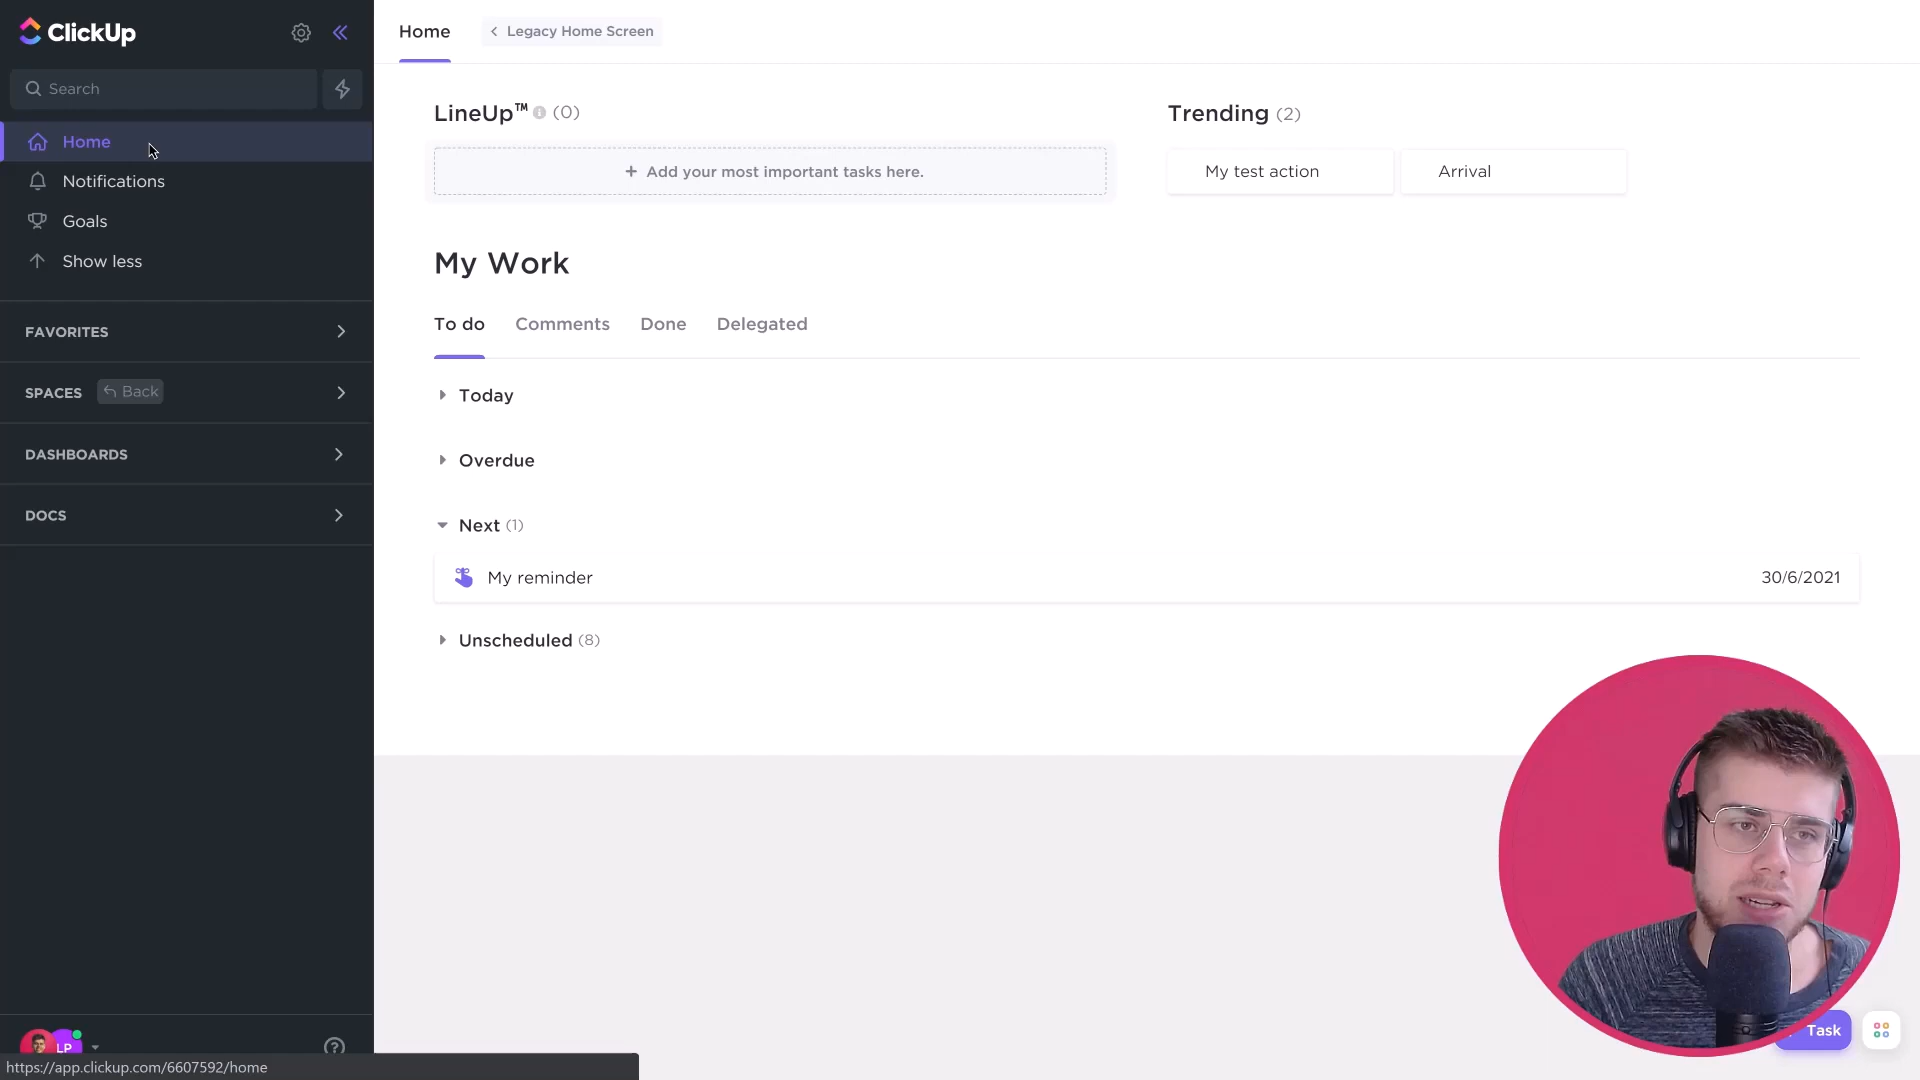 ClickUp
Search
Home
Notifications
Goals
Show less
FAVORITES
SPACES
Back
DASHBOARDS
DOCS
LP
https://app.clickup.com/6607592/home
Home
Legacy Home Screen
LineUp™ (0)
+ Add your most important tasks here.
Trending (2)
My test action
Arrival
My Work
To do
Comments
Done
Delegated
Today
Overdue
Next (1)
My reminder
30/6/2021
Unscheduled (8)
Task